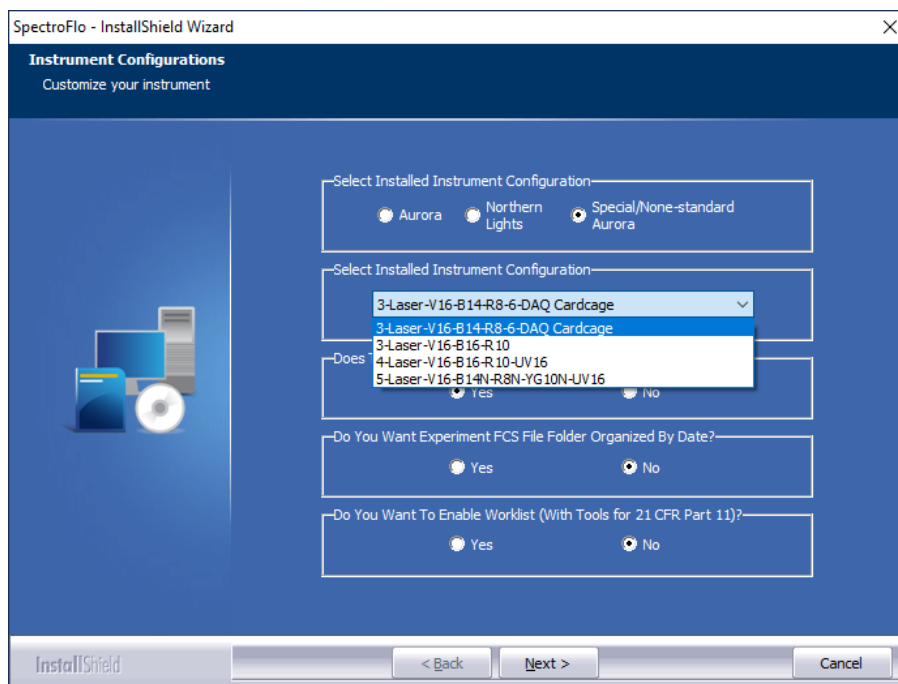 SpectroFlo - InstallShield Wizard
Instrument Configurations
Customize your instrument
Select Installed Instrument Configuration
Aurora
Northern
Lights
Special/None-standard
Aurora
Select Installed Instrument Configuration
3-Laser-V16-B14-R8-6-DAQ Cardcage
3-Laser-V16-B14-R8-6-DAQ Cardcage
3-Laser-V16-B16-R10
4-Laser-V16-B16-R10-UV16
5-Laser-V16-B14N-R8N-YG10N-UV16
Does
Yes No
Do You Want Experiment FCS File Folder Organized By Date?
Yes No
Do You Want To Enable Worklist (With Tools for 21 CFR Part 11)?
Yes No
InstallShield
< Back Next > Cancel